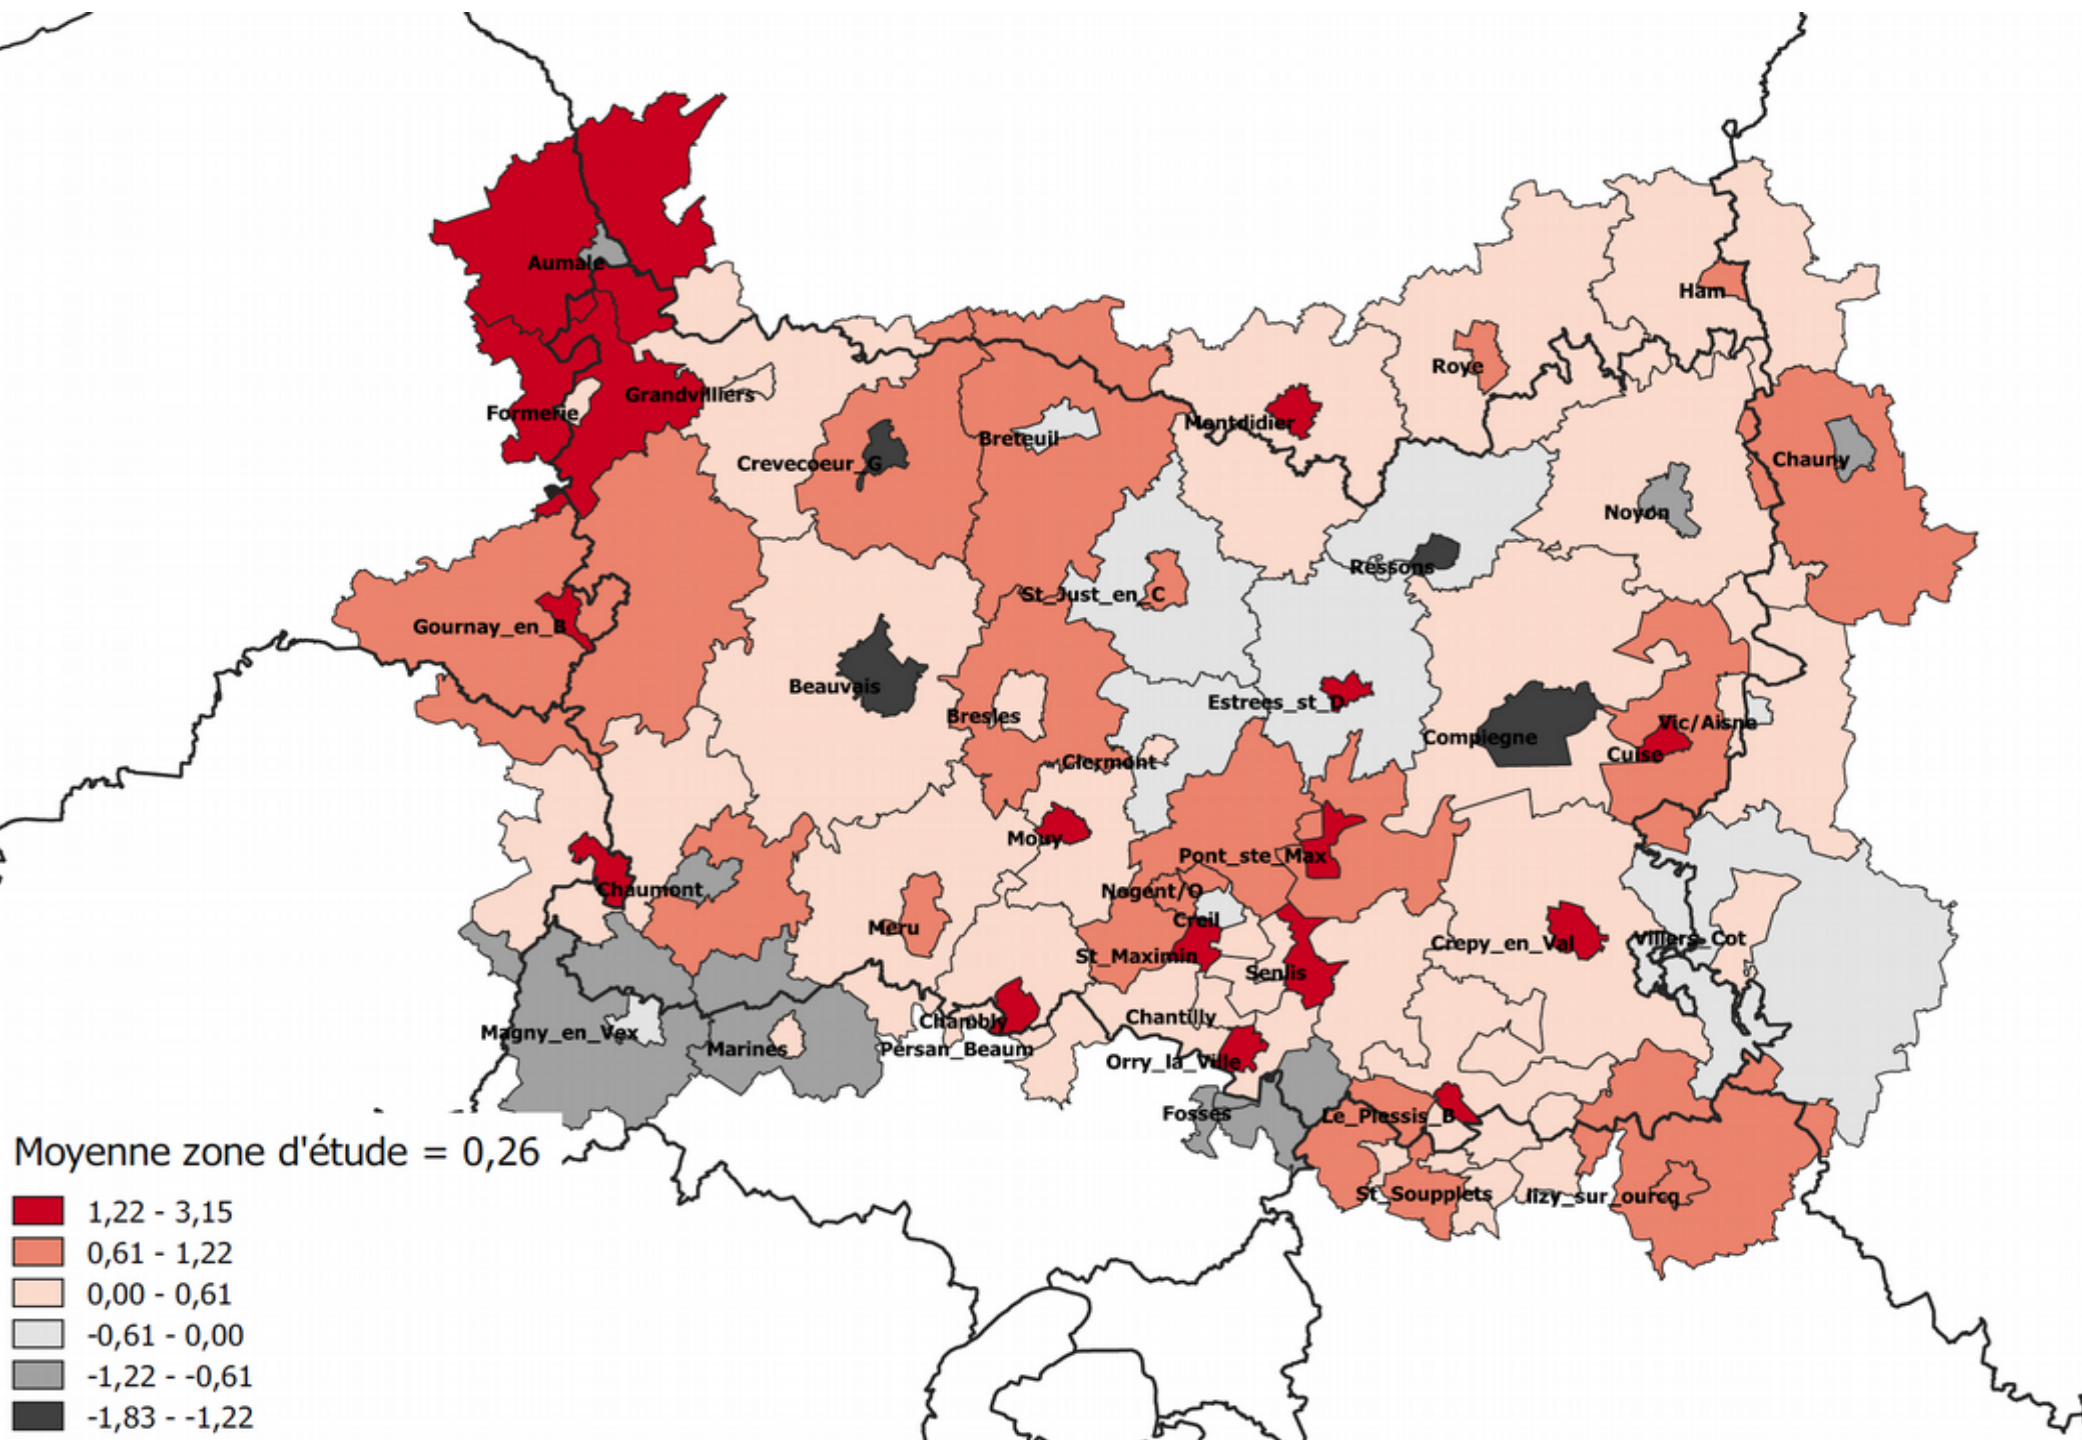 Aumale
Ham
Roye
Grandvilliers
Formerie
Montdidier
Breteuil
Crevecoeur_G
Chauny
Noyon
Ressons
St_Just_en_C
Gournay_en_B
Beauvais
Estrees_st_D
Bresles
Vic/Aisne
Compiegne
Cuise
Clermont
Mouy
Pont_ste_Max
Chaumont
Nogent/O
Creil
Meru
Villers_Cot
Crepy_en_Val
St_Maximin
Senlis
Chantilly
Chambly
Magny_en_Vex
Marines
Persan_Beaum
Orry_la_Ville
Fosses
Le_Plessis_B
St_Soupplets
lizy_sur_ourcq
Moyenne zone d'étude = 0,26
1,22 - 3,15
0,61 - 1,22
0,00 - 0,61
-0,61 - 0,00
-1,22 - -0,61
-1,83 - -1,22